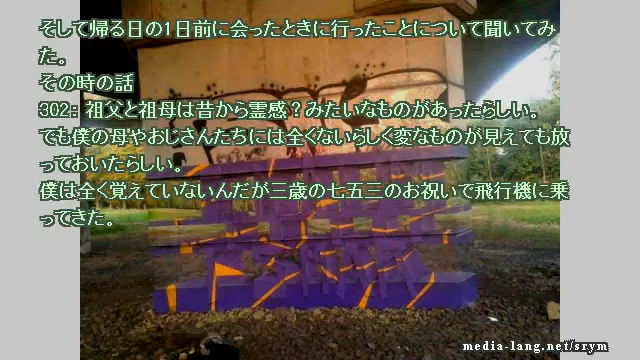 そして帰る日の1日前に会ったときに行ったことについて聞いてみ
た。
その時の話
302: 祖父と祖母は昔から霊感？みたいなものがあったらしい。
でも僕の母やおじさんたちには全くないらしく変なものが見えても放
っておいたらしい。
僕は全く覚えていないんだが三歳の七五三のお祝いで飛行機に乗
ってきた。
media-lang.net/srym